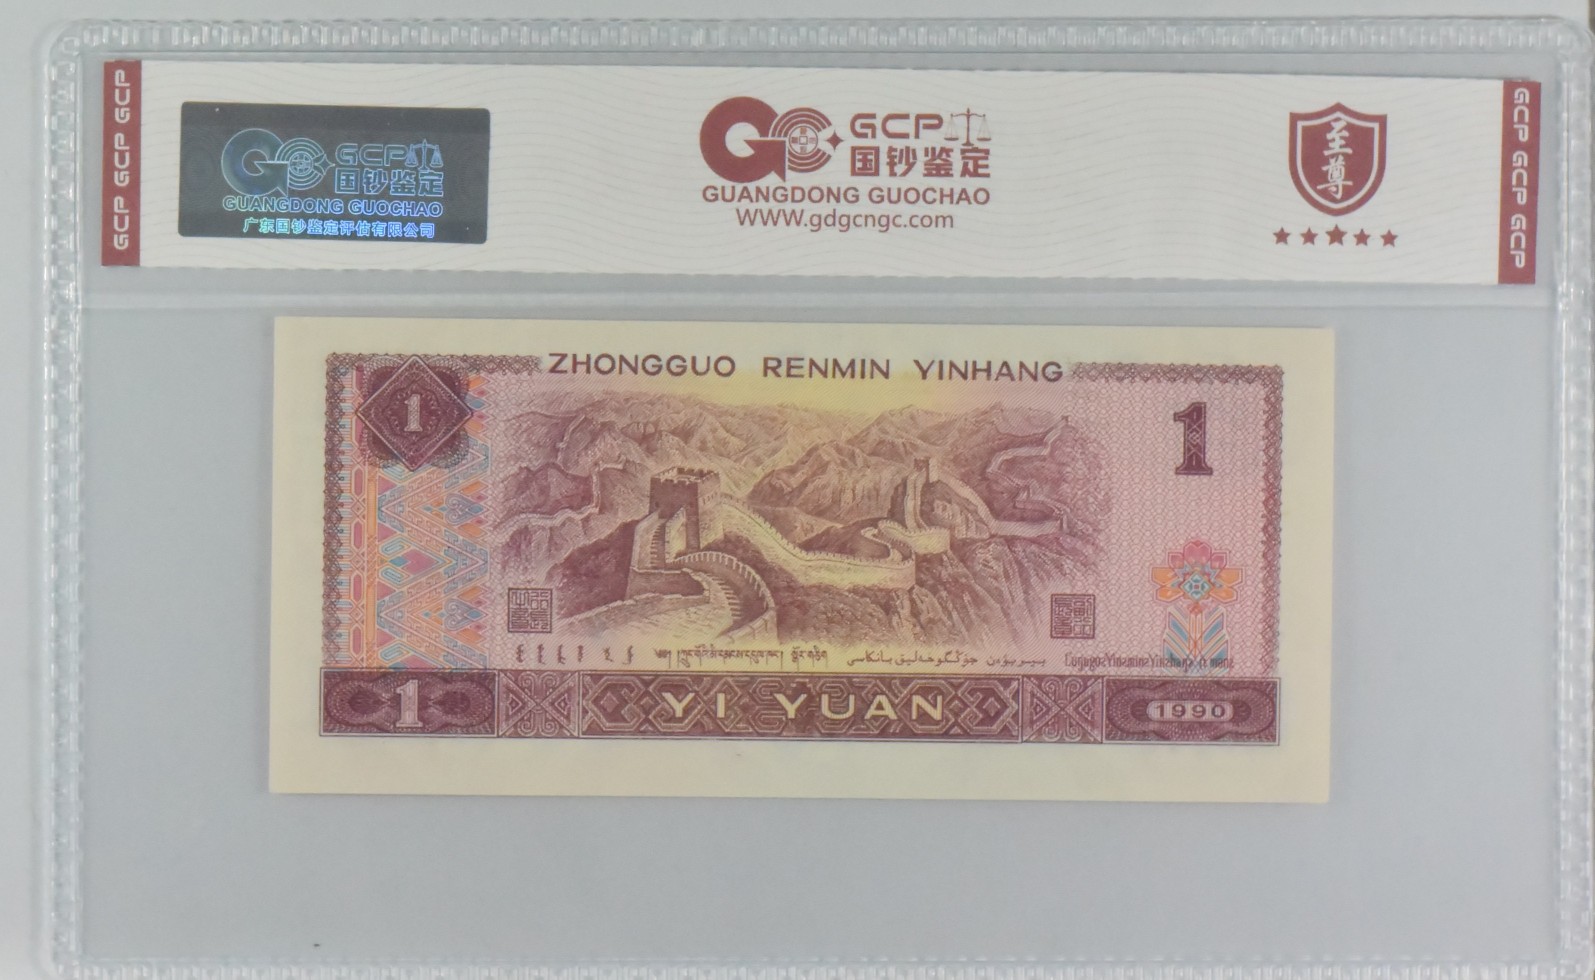 GCP GCP GCP
GCP
国钞鉴定
GUANGDONG GUOCHAO
广东国钞鉴定评估有限公司
GCP
国钞鉴定
GUANGDONG GUOCHAO
WWW.gdgcngc.com
至尊
GCP GCP GCP
ZHONGGUO RENMIN YINHANG
1
1
1
YI YUAN
1990